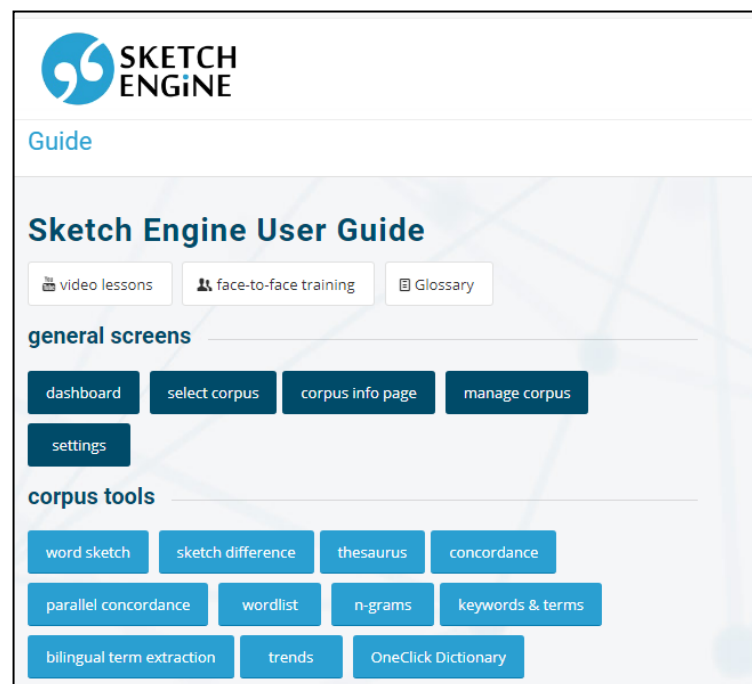 SKETCH
ENGiNE
Guide
Sketch Engine User Guide
video lessons face-to-face training Glossary
general screens
dashboard select corpus corpus info page manage corpus
settings
corpus tools
word sketch sketch difference thesaurus concordance
parallel concordance wordlist n-grams keywords & terms
bilingual term extraction trends OneClick Dictionary